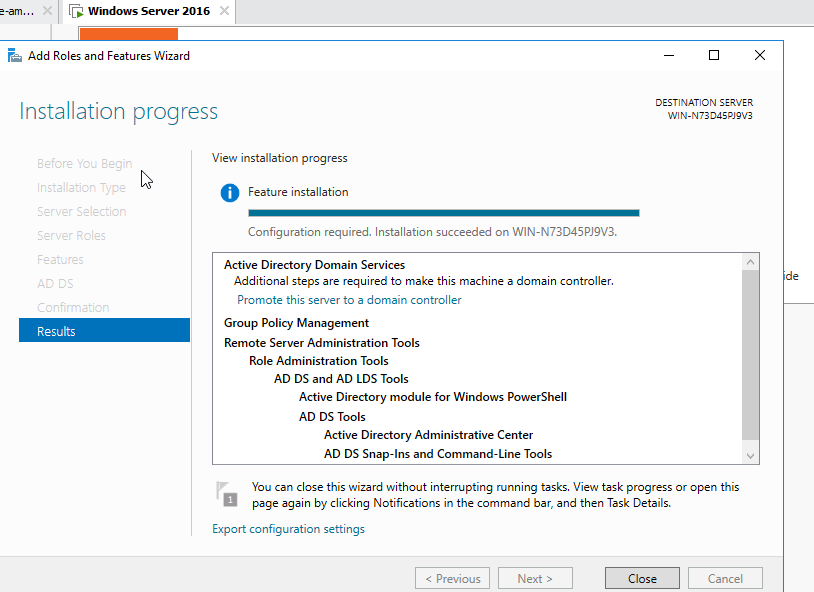 e-am...
Windows Server 2016
Add Roles and Features Wizard
Installation progress
DESTINATION SERVER
WIN-N73D45PJ9V3
Before You Begin
Installation Type
Server Selection
Server Roles
Features
AD DS
Confirmation
Results
View installation progress
Feature installation
Configuration required. Installation succeeded on WIN-N73D45PJ9V3.
Active Directory Domain Services
Additional steps are required to make this machine a domain controller.
Promote this server to a domain controller
Group Policy Management
Remote Server Administration Tools
Role Administration Tools
AD DS and AD LDS Tools
Active Directory module for Windows PowerShell
AD DS Tools
Active Directory Administrative Center
AD DS Snap-Ins and Command-Line Tools
ide
1
You can close this wizard without interrupting running tasks. View task progress or open this
page again by clicking Notifications in the command bar, and then Task Details.
Export configuration settings
< Previous
Next >
Close
Cancel